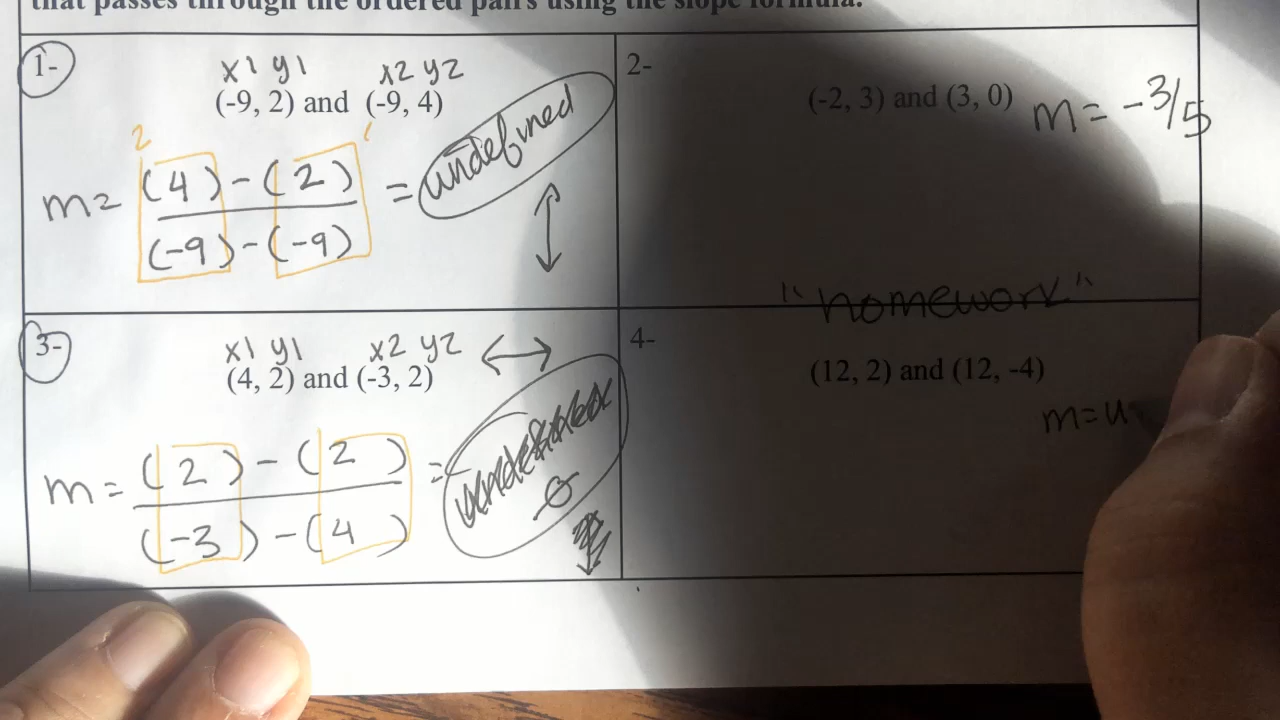 that passes through the ordered pairs using the slope formula.
1-
x1 y1 x2 y2
(-9, 2) and (-9, 4)
2 1
m= (4)-(2)
(-9)-(-9)
= undefined
2-
(-2, 3) and (3, 0)
m= -3/5
"homework"
3-
x1 y1 x2 y2
(4, 2) and (-3, 2)
m= (2)-(2)
(-3)-(4)
=
0
4-
(12, 2) and (12, -4)
m=u